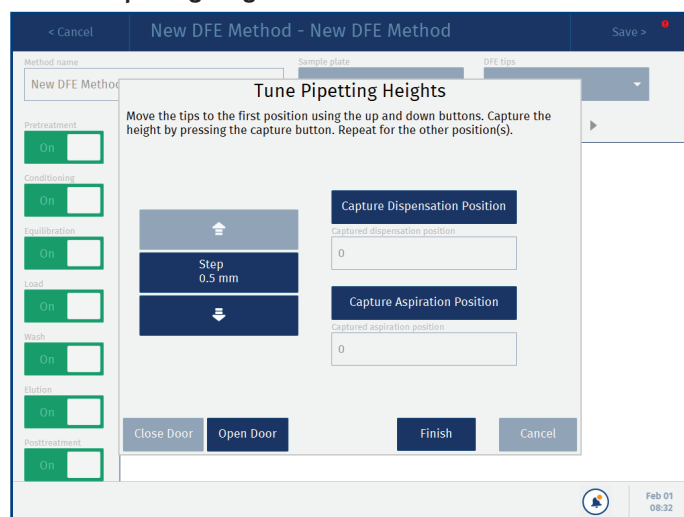 < Cancel
New DFE Method - New DFE Method
Save >
Method name
Sample plate
DFE tips
New DFE Metho
Tune Pipetting Heights
Move the tips to the first position using the up and down buttons. Capture the
height by pressing the capture button. Repeat for the other position(s).
Pretreatment
On
Conditioning
On
Equilibration
On
Load
On
Wash
On
Elution
On
Posttreatment
On
Step
0.5 mm
Capture Dispensation Position
Captured dispensation position
0
Capture Aspiration Position
Captured aspiration position
0
Close Door
Open Door
Finish
Cancel
Feb 01
08:32